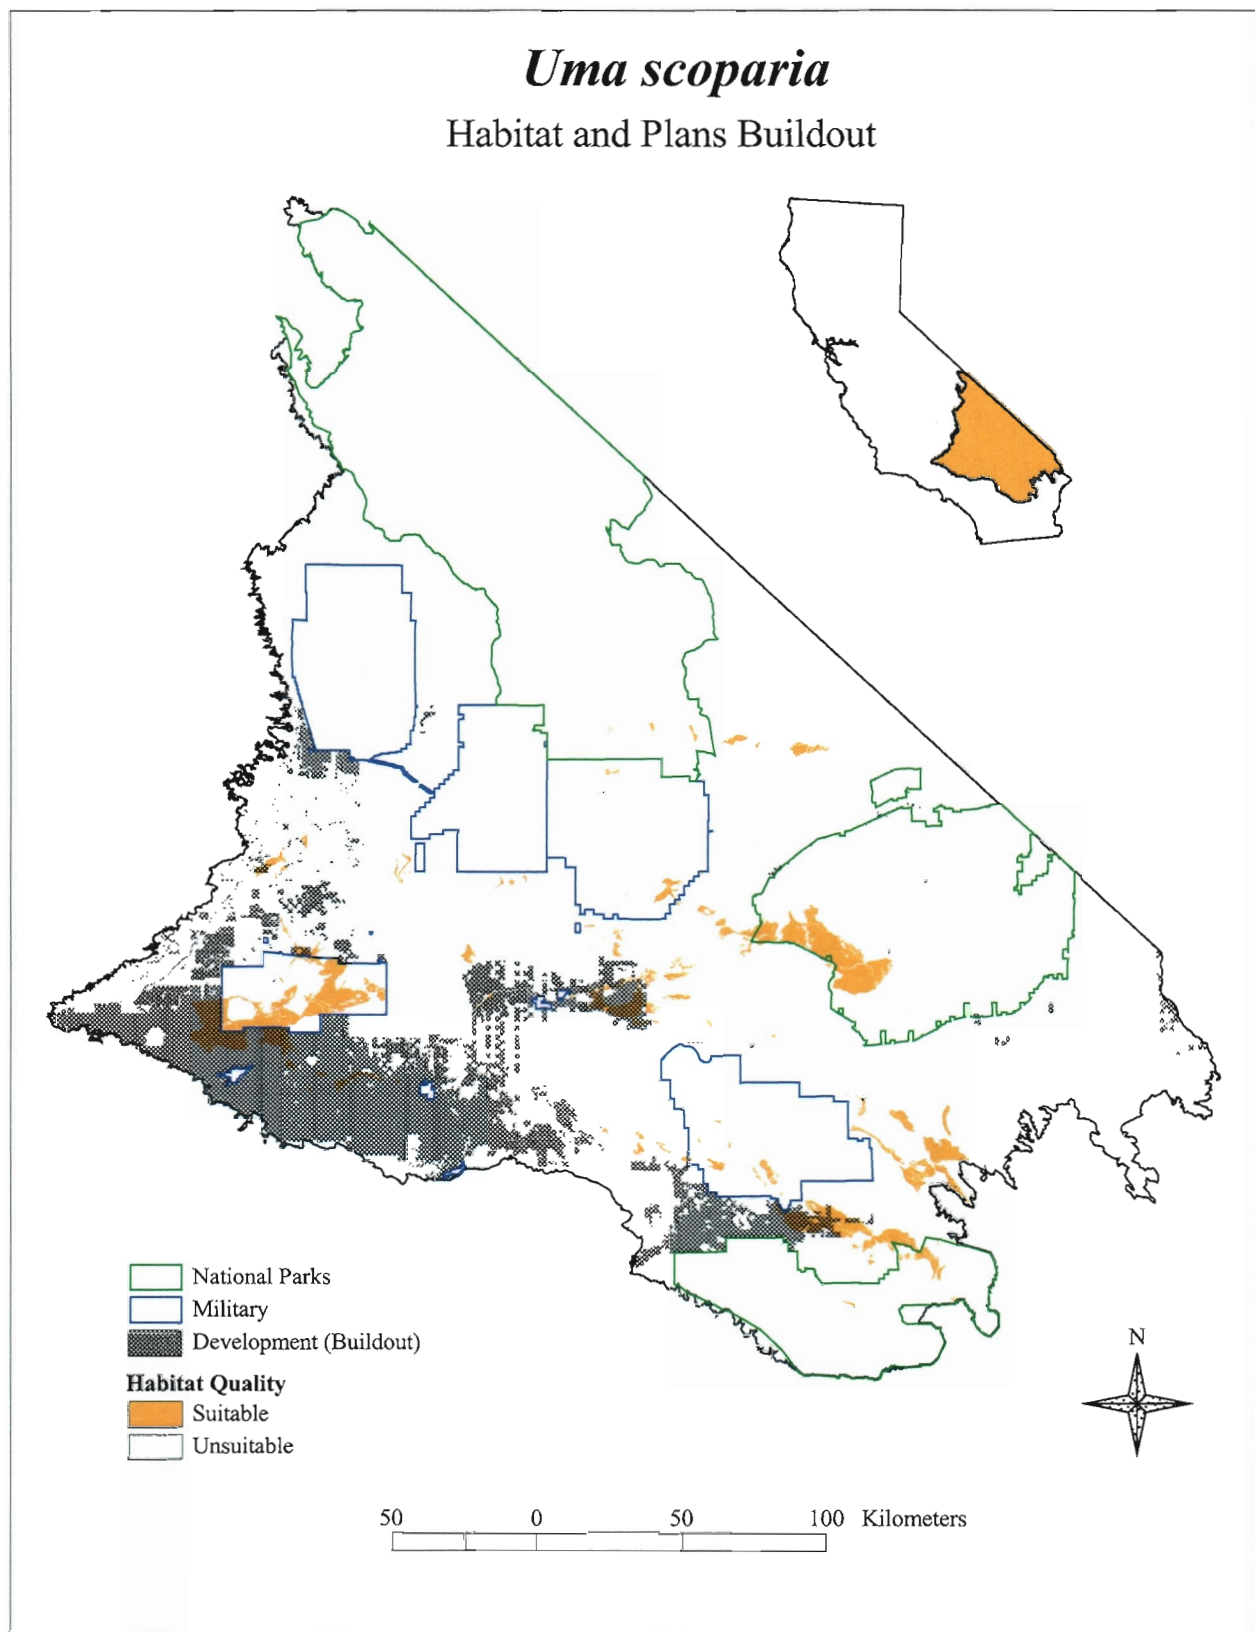 Uma scoparia
Habitat and Plans Buildout
National Parks
Military
Development (Buildout)
Habitat Quality
Suitable
Unsuitable
N
50 0 50 100 Kilometers